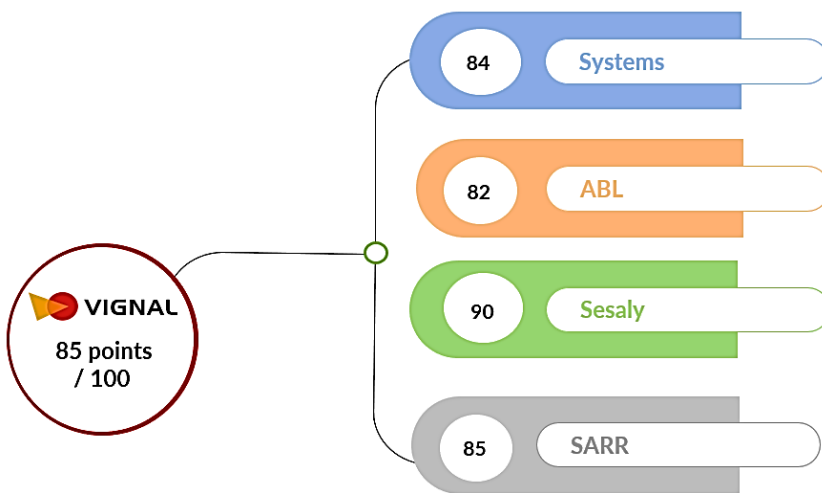 84
Systems
82
ABL
VIGNAL
85 points
/ 100
90
Sesaly
85
SARR